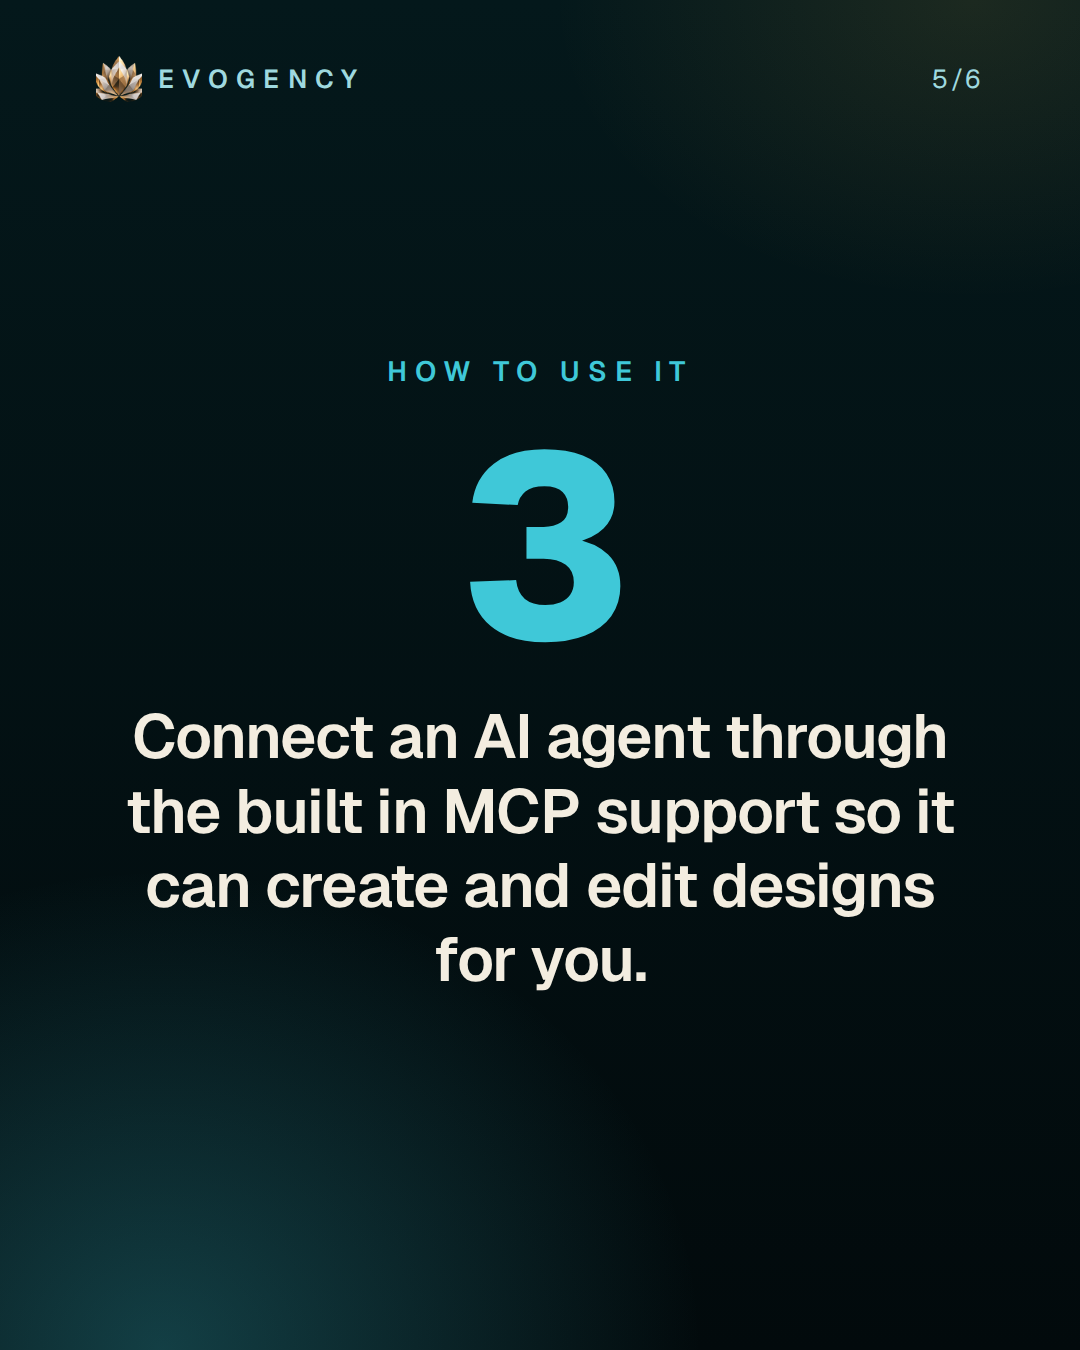 EVOGENCY
5/6
HOW TO USE IT
3
Connect an AI agent through
the built in MCP support so it
can create and edit designs
for you.